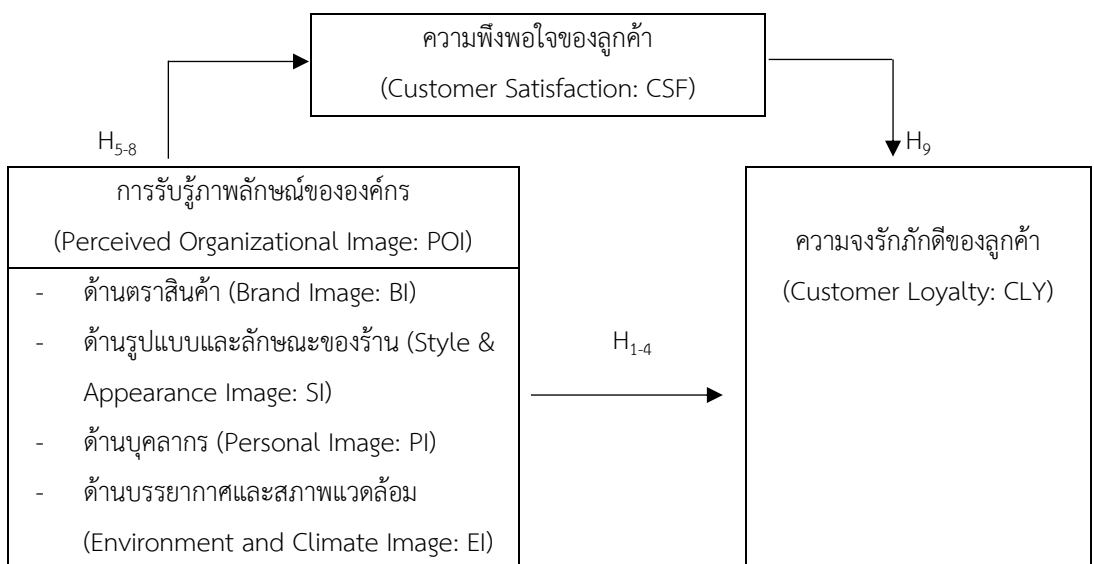 ความพึงพอใจของลูกค้า
(Customer Satisfaction: CSF)
H5-8
H9
การรับรู้ภาพลักษณ์ขององค์กร
(Perceived Organizational Image: POI)
- ด้านตราสินค้า (Brand Image: BI)
- ด้านรูปแบบและลักษณะของร้าน (Style &
Appearance Image: SI)
- ด้านบุคลากร (Personal Image: PI)
- ด้านบรรยากาศและสภาพแวดล้อม
(Environment and Climate Image: EI)
H1-4
ความจงรักภักดีของลูกค้า
(Customer Loyalty: CLY)